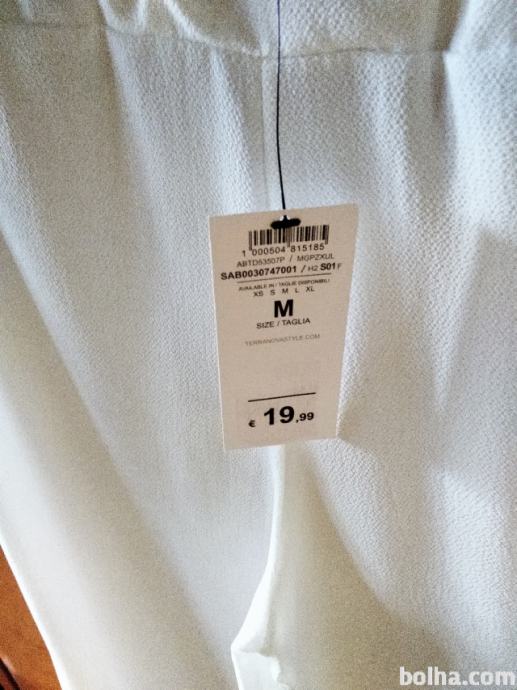 1 000504 815185
ABTD53507P / MGPZXUL
SAB0030747001 / H2 S01 F
AVAILABLE IN / TAGLIE DISPONIBILI
XS S M L XL
M
SIZE / TAGLIA
TERRANOVASTYLE.COM
€ 19,99
bolha.com